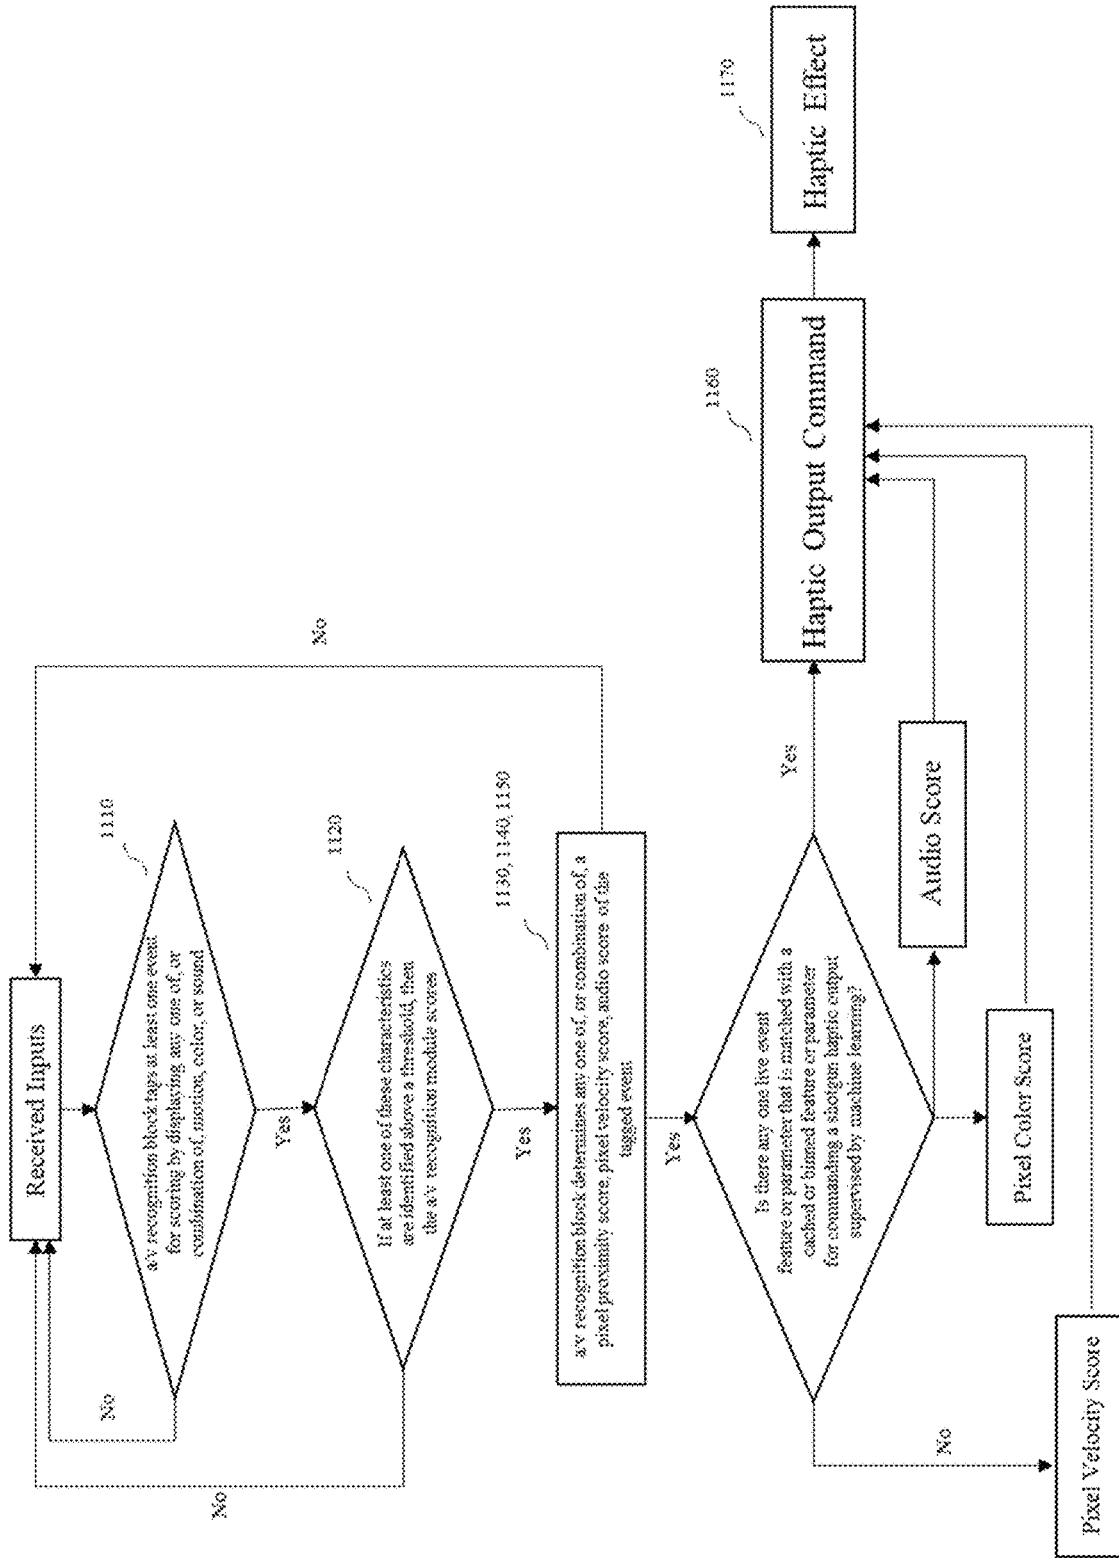 Received Inputs
1110
a/v recognition block tags at least one event
for scoring by displaying any one of, or
combination of, motion, color, or sound
No
Yes
1120
If at least one of these characteristics
are identified above a threshold, then
the a/v recognition module scores
No
Yes
No
1130, 1140, 1150
a/v recognition block determines any one of, or combination of, a
pixel proximity score, pixel velocity score, audio score of the
tagged event
Yes
Is there any one live event
feature or parameter that is matched with a
cached or binned feature or parameter
for commanding a shotgun haptic output
supervised by machine learning?
Yes
No
1160
Haptic Output Command
1170
Haptic Effect
Audio Score
Pixel Color Score
Pixel Velocity Score